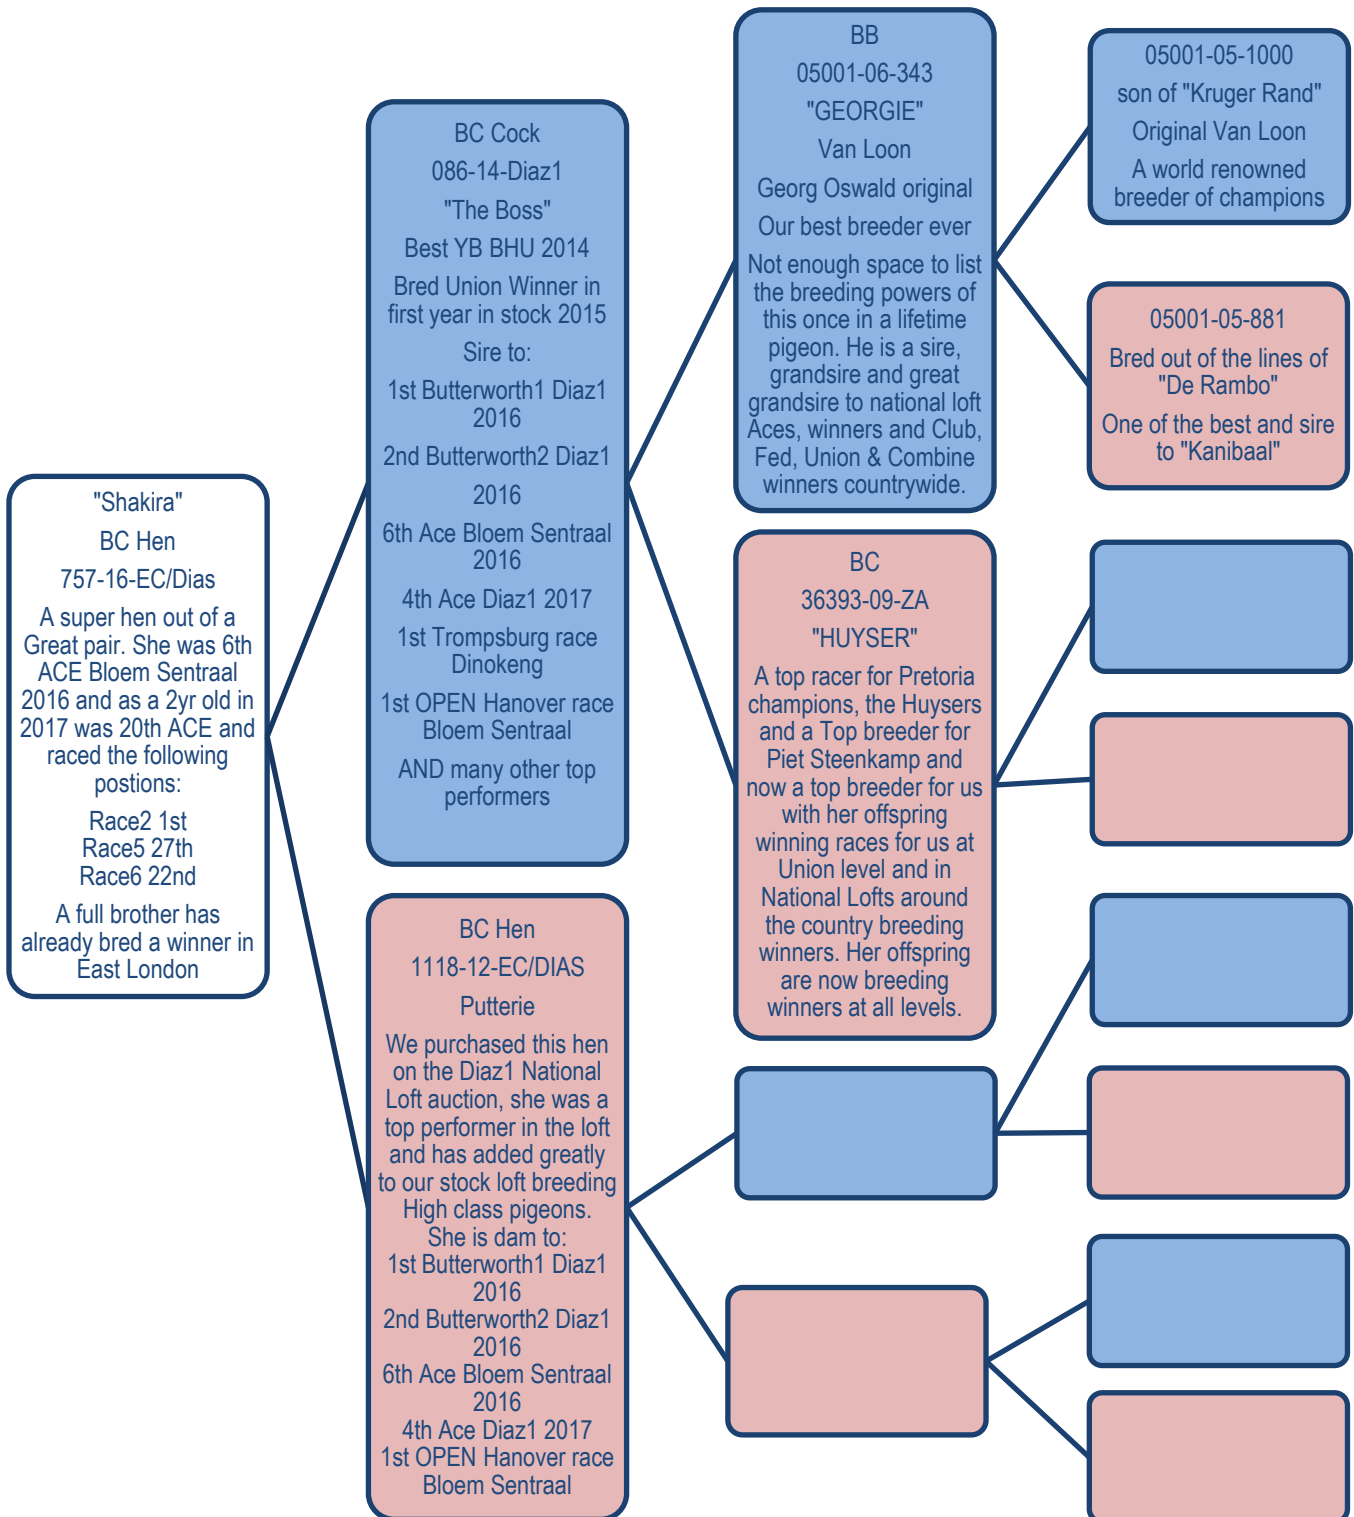 "Shakira"
BC Hen
757-16-EC/Dias
A super hen out of a
Great pair. She was 6th
ACE Bloem Sentraal
2016 and as a 2yr old in
2017 was 20th ACE and
raced the following
postions:
Race2 1st
Race5 27th
Race6 22nd
A full brother has
already bred a winner in
East London
BC Cock
086-14-Diaz1
"The Boss"
Best YB BHU 2014
Bred Union Winner in
first year in stock 2015
Sire to:
1st Butterworth1 Diaz1
2016
2nd Butterworth2 Diaz1
2016
6th Ace Bloem Sentraal
2016
4th Ace Diaz1 2017
1st Trompsburg race
Dinokeng
1st OPEN Hanover race
Bloem Sentraal
AND many other top
performers
BC Hen
1118-12-EC/DIAS
Putterie
We purchased this hen
on the Diaz1 National
Loft auction, she was a
top performer in the loft
and has added greatly
to our stock loft breeding
High class pigeons.
She is dam to:
1st Butterworth1 Diaz1
2016
2nd Butterworth2 Diaz1
2016
6th Ace Bloem Sentraal
2016
4th Ace Diaz1 2017
1st OPEN Hanover race
Bloem Sentraal
BB
05001-06-343
"GEORGIE"
Van Loon
Georg Oswald original
Our best breeder ever
Not enough space to list
the breeding powers of
this once in a lifetime
pigeon. He is a sire,
grandsire and great
grandsire to national loft
Aces, winners and Club,
Fed, Union & Combine
winners countrywide.
BC
36393-09-ZA
"HUYSER"
A top racer for Pretoria
champions, the Huysers
and a Top breeder for
Piet Steenkamp and
now a top breeder for us
with her offspring
winning races for us at
Union level and in
National Lofts around
the country breeding
winners. Her offspring
are now breeding
winners at all levels.
05001-05-1000
son of "Kruger Rand"
Original Van Loon
A world renowned
breeder of champions
05001-05-881
Bred out of the lines of
"De Rambo"
One of the best and sire
to "Kanibaal"